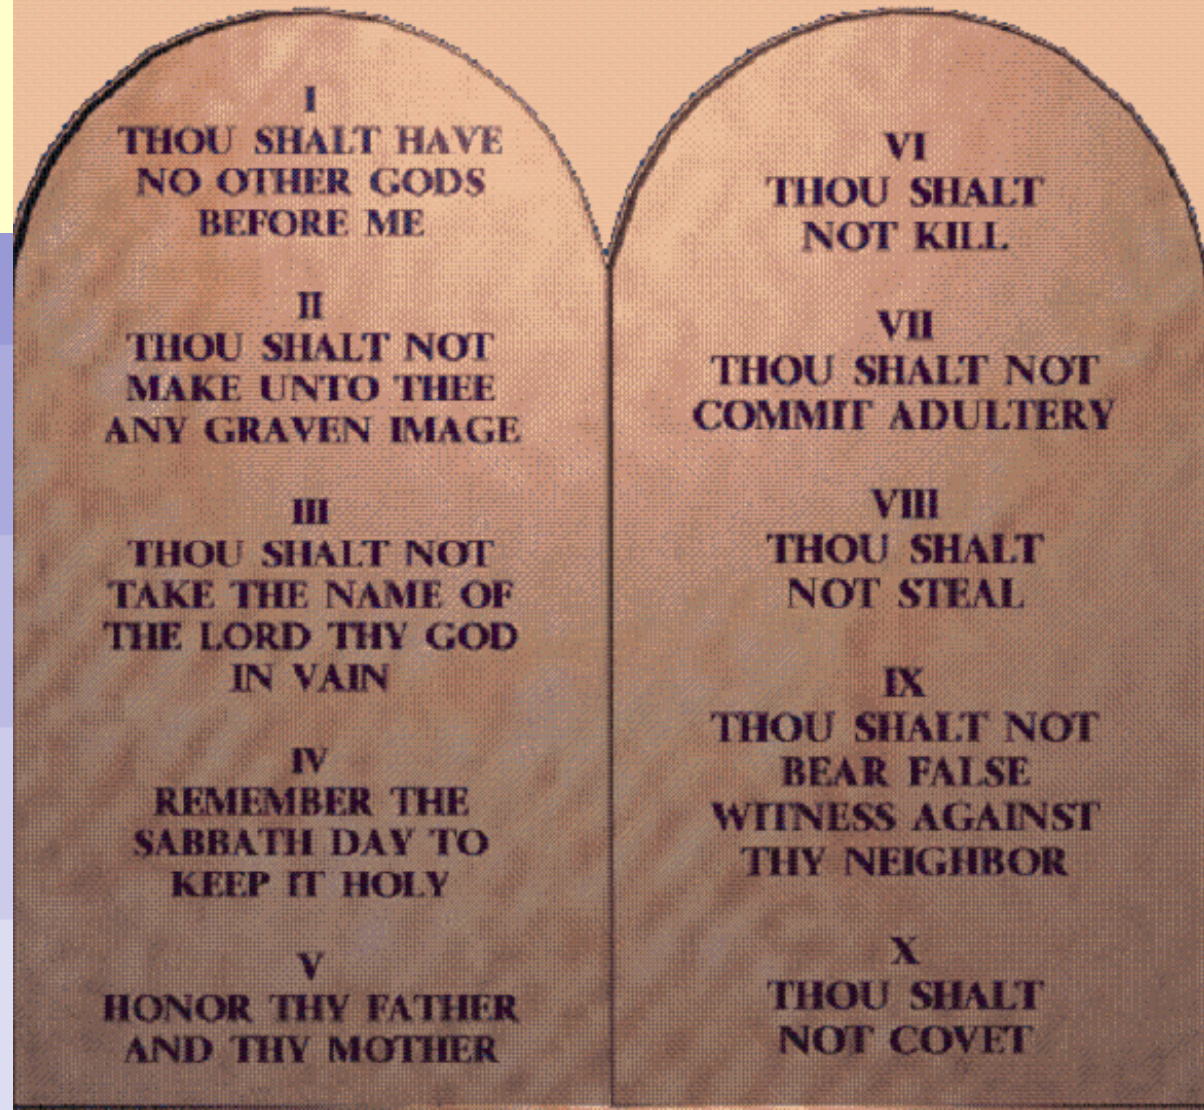 I
THOU SHALT HAVE
NO OTHER GODS
BEFORE ME
II
THOU SHALT NOT
MAKE UNTO THEE
ANY GRAVEN IMAGE
III
THOU SHALT NOT
TAKE THE NAME OF
THE LORD THY GOD
IN VAIN
IV
REMEMBER THE
SABBATH DAY TO
KEEP IT HOLY
V
HONOR THY FATHER
AND THY MOTHER
VI
THOU SHALT
NOT KILL
VII
THOU SHALT NOT
COMMIT ADULTERY
VIII
THOU SHALT
NOT STEAL
IX
THOU SHALT NOT
BEAR FALSE
WITNESS AGAINST
THY NEIGHBOR
X
THOU SHALT
NOT COVET